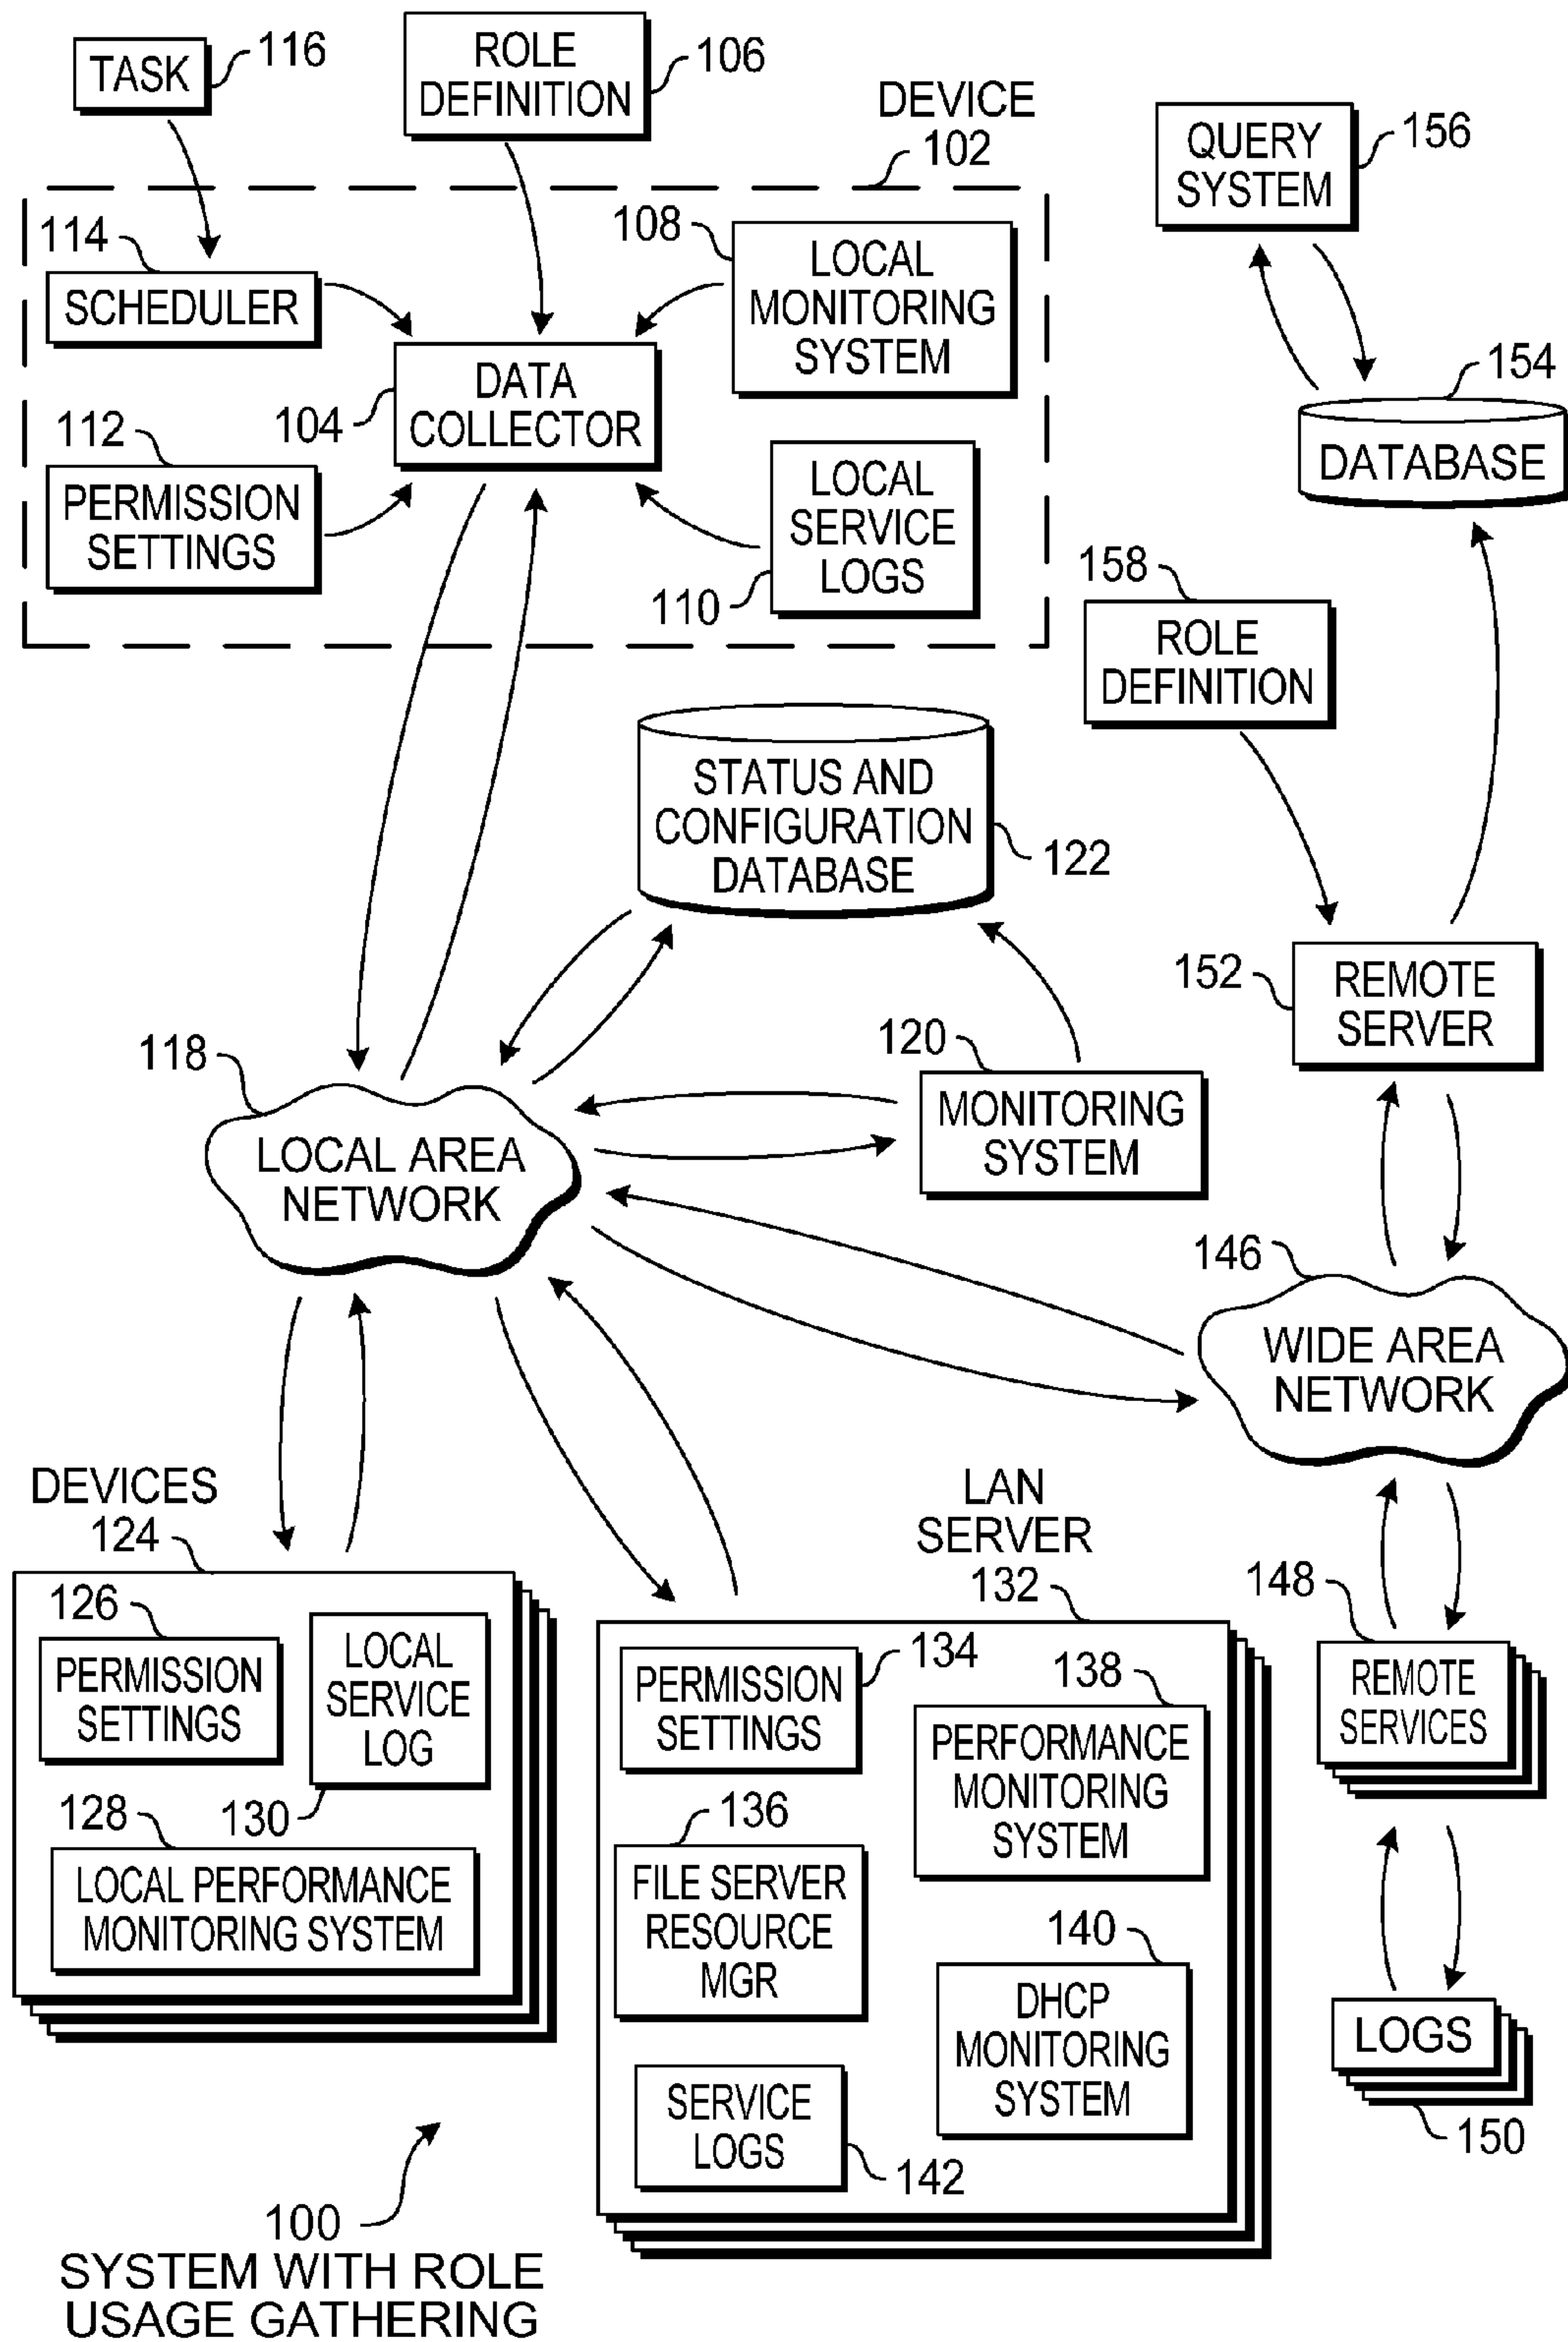 TASK
116
ROLE
DEFINITION
106
DEVICE
102
QUERY
SYSTEM
156
114
SCHEDULER
108
LOCAL
MONITORING
SYSTEM
DATA
COLLECTOR
104
112
PERMISSION
SETTINGS
LOCAL
SERVICE
LOGS
110
154
DATABASE
158
ROLE
DEFINITION
STATUS AND
CONFIGURATION
DATABASE
122
152
REMOTE
SERVER
118
LOCAL AREA
NETWORK
120
MONITORING
SYSTEM
146
WIDE AREA
NETWORK
DEVICES
124
126
PERMISSION
SETTINGS
LOCAL
SERVICE
LOG
130
128
LOCAL PERFORMANCE
MONITORING SYSTEM
LAN
SERVER
132
PERMISSION
SETTINGS
134
138
PERFORMANCE
MONITORING
SYSTEM
136
FILE SERVER
RESOURCE
MGR
140
DHCP
MONITORING
SYSTEM
SERVICE
LOGS
142
148
REMOTE
SERVICES
LOGS
150
100
SYSTEM WITH ROLE
USAGE GATHERING